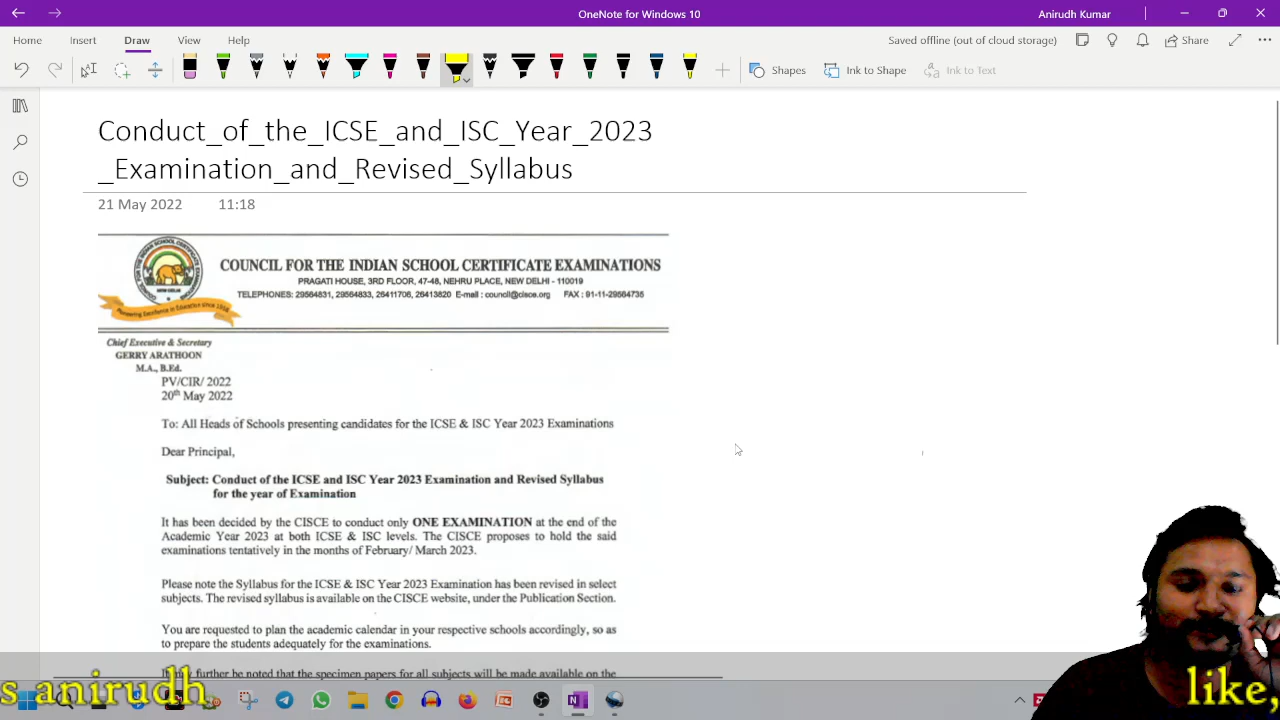 OneNote for Windows 10
Anirudh Kumar
Home
Insert
Draw
View
Help
Saved offline (out of cloud storage)
Share
Shapes
Ink to Shape
Ink to Text
Conduct_of_the_ICSE_and_ISC_Year_2023
_Examination_and_Revised_Syllabus
21 May 2022 11:18
COUNCIL FOR THE INDIAN SCHOOL CERTIFICATE EXAMINATIONS
PRAGATI HOUSE, 3RD FLOOR, 47-48, NEHRU PLACE, NEW DELHI - 110019
TELEPHONES: 29564831, 29564833, 26411706, 26413820 E-mail : council@cisce.org FAX : 91-11-29564735
NEW DELHI
Pioneering Excellence in Education since 1958
Chief Executive & Secretary
GERRY ARATHOON
M.A., B.Ed.
PV/CIR/ 2022
20th May 2022
To: All Heads of Schools presenting candidates for the ICSE & ISC Year 2023 Examinations
Dear Principal,
Subject: Conduct of the ICSE and ISC Year 2023 Examination and Revised Syllabus
for the year of Examination
It has been decided by the CISCE to conduct only ONE EXAMINATION at the end of the
Academic Year 2023 at both ICSE & ISC levels. The CISCE proposes to hold the said
examinations tentatively in the months of February/ March 2023.
Please note the Syllabus for the ICSE & ISC Year 2023 Examination has been revised in select
subjects. The revised syllabus is available on the CISCE website, under the Publication Section.
You are requested to plan the academic calendar in your respective schools accordingly, so as
to prepare the students adequately for the examinations.
It may further be noted that the specimen papers for all subjects will be made available on the
s anirudh
like,